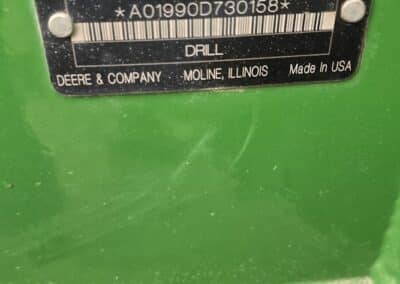 *A01990D730158*
DRILL
DEERE & COMPANY MOLINE, ILLINOIS Made In USA